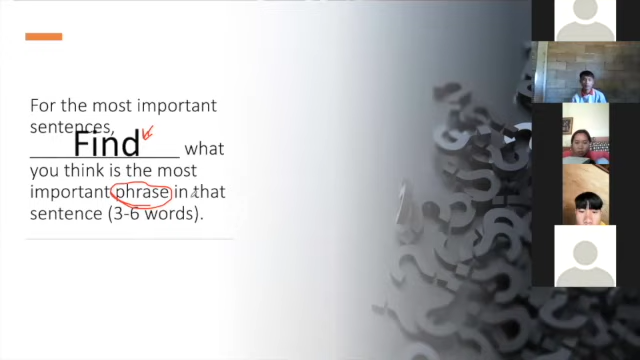 For the most important
sentences,
Find what
you think is the most
important phrase in that
sentence (3-6 words).